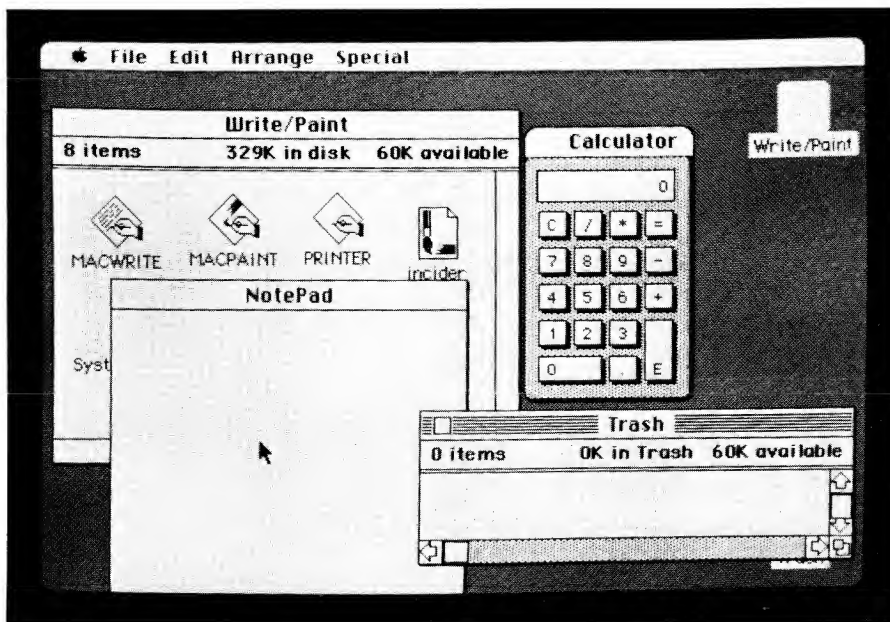 File Edit Arrange Special
Write/Paint
8 items 329K in disk 60K available
MACWRITE MACPAINT PRINTER incider
Syst
NotePad
Calculator
0
C / * =
7 8 9 -
4 5 6 +
1 2 3
0 . E
Write/Paint
Trash
0 items 0K in Trash 60K available